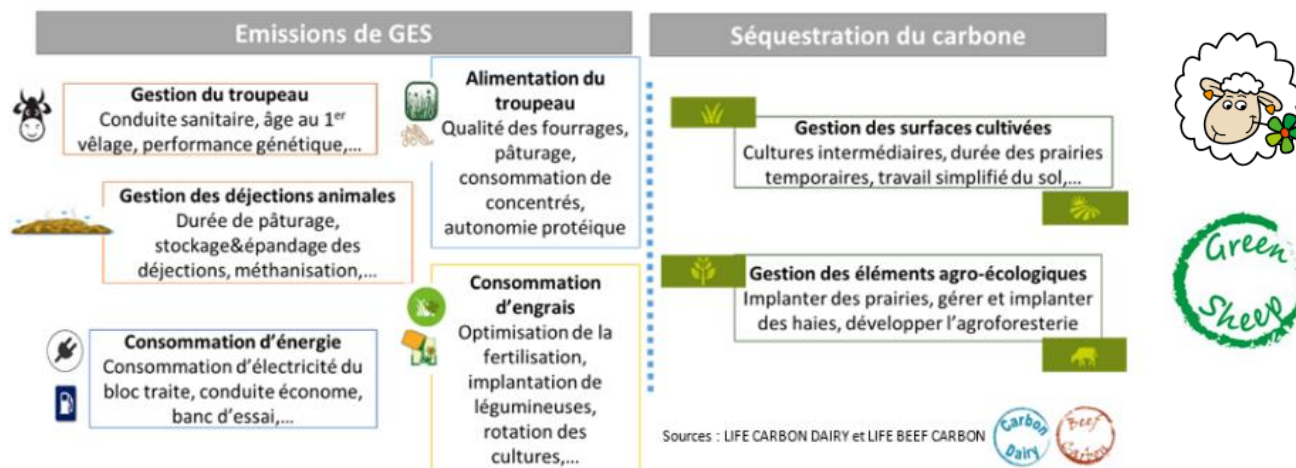 Emissions de GES
Gestion du troupeau
Conduite sanitaire, âge au 1er
vêlage, performance génétique,...
Gestion des déjections animales
Durée de pâturage,
stockage&épandage des
déjections, méthanisation,...
Consommation d'énergie
Consommation d'électricité du
bloc traite, conduite économe,
banc d'essai,...
Alimentation du
troupeau
Qualité des fourrages,
pâturage,
consommation de
concentrés,
autonomie protéique
Consommation
d'engrais
Optimisation de la
fertilisation,
implantation de
légumineuses,
rotation des
cultures,...
Séquestration du carbone
Gestion des surfaces cultivées
Cultures intermédiaires, durée des prairies
temporaires, travail simplifié du sol,...
Gestion des éléments agro-écologiques
Implanter des prairies, gérer et implanter
des haies, développer l'agroforesterie
Sources : LIFE CARBON DAIRY et LIFE BEEF CARBON
Carbon
Dairy
Beef
Carbon
Green
Sheep